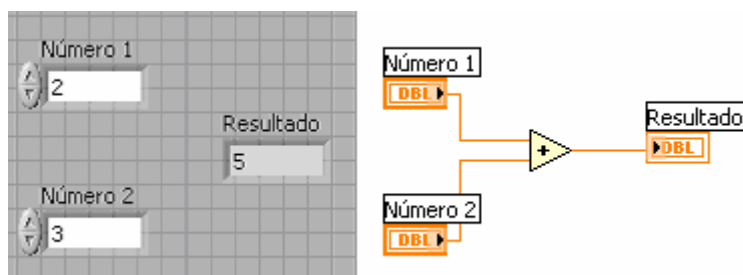 Número 1
2
Resultado
5
Número 2
3
Número 1
DBL
Resultado
+
DBL
Número 2
DBL